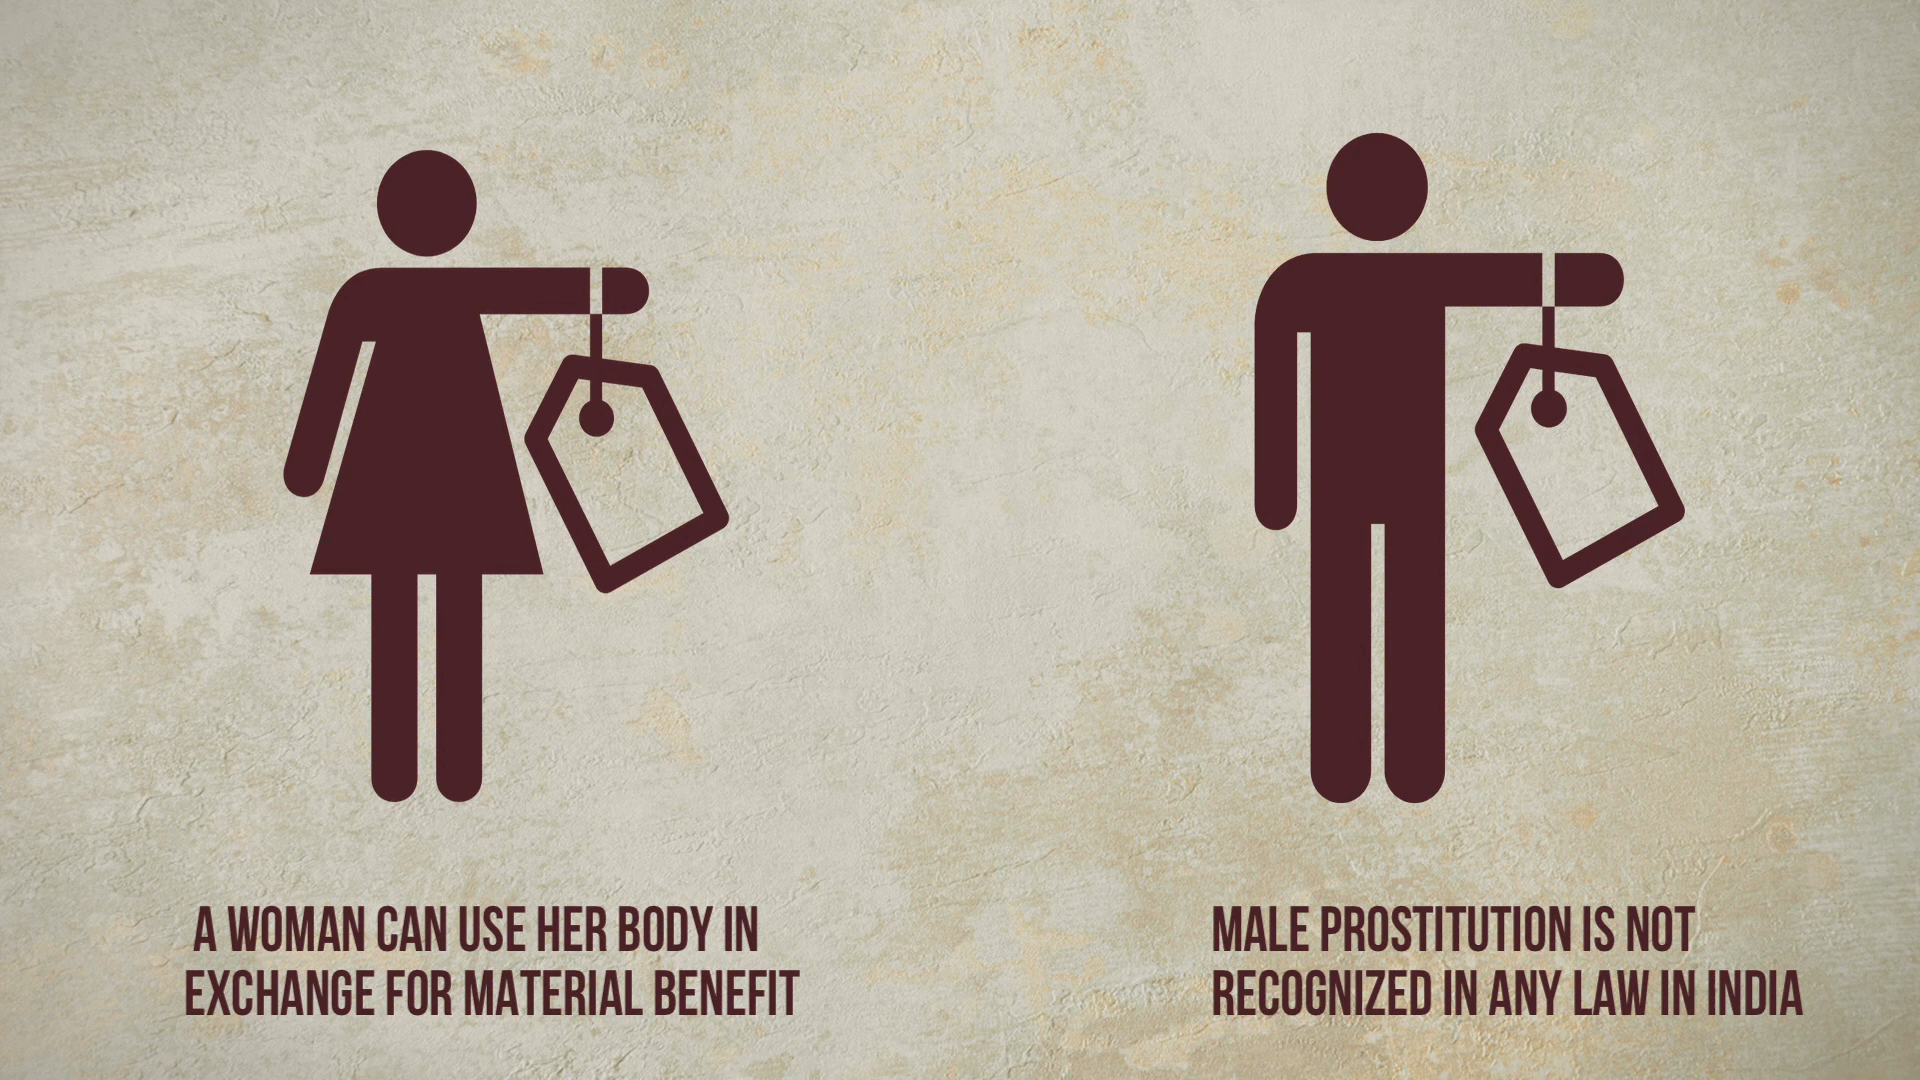 A WOMAN CAN USE HER BODY IN
EXCHANGE FOR MATERIAL BENEFIT
MALE PROSTITUTION IS NOT
RECOGNIZED IN ANY LAW IN INDIA